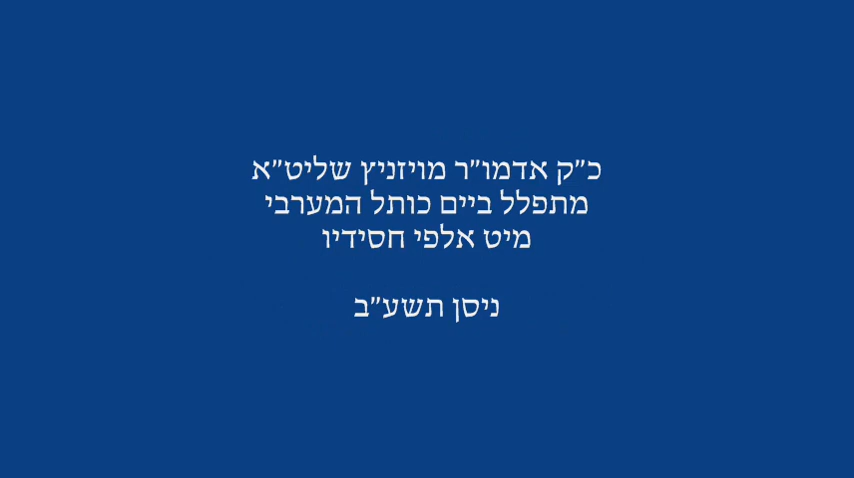 כ"ק אדמו"ר מויזניץ שליט"א
מתפלל ביים כותל המערבי
מיט אלפי חסידיו
ניסן תשע"ב